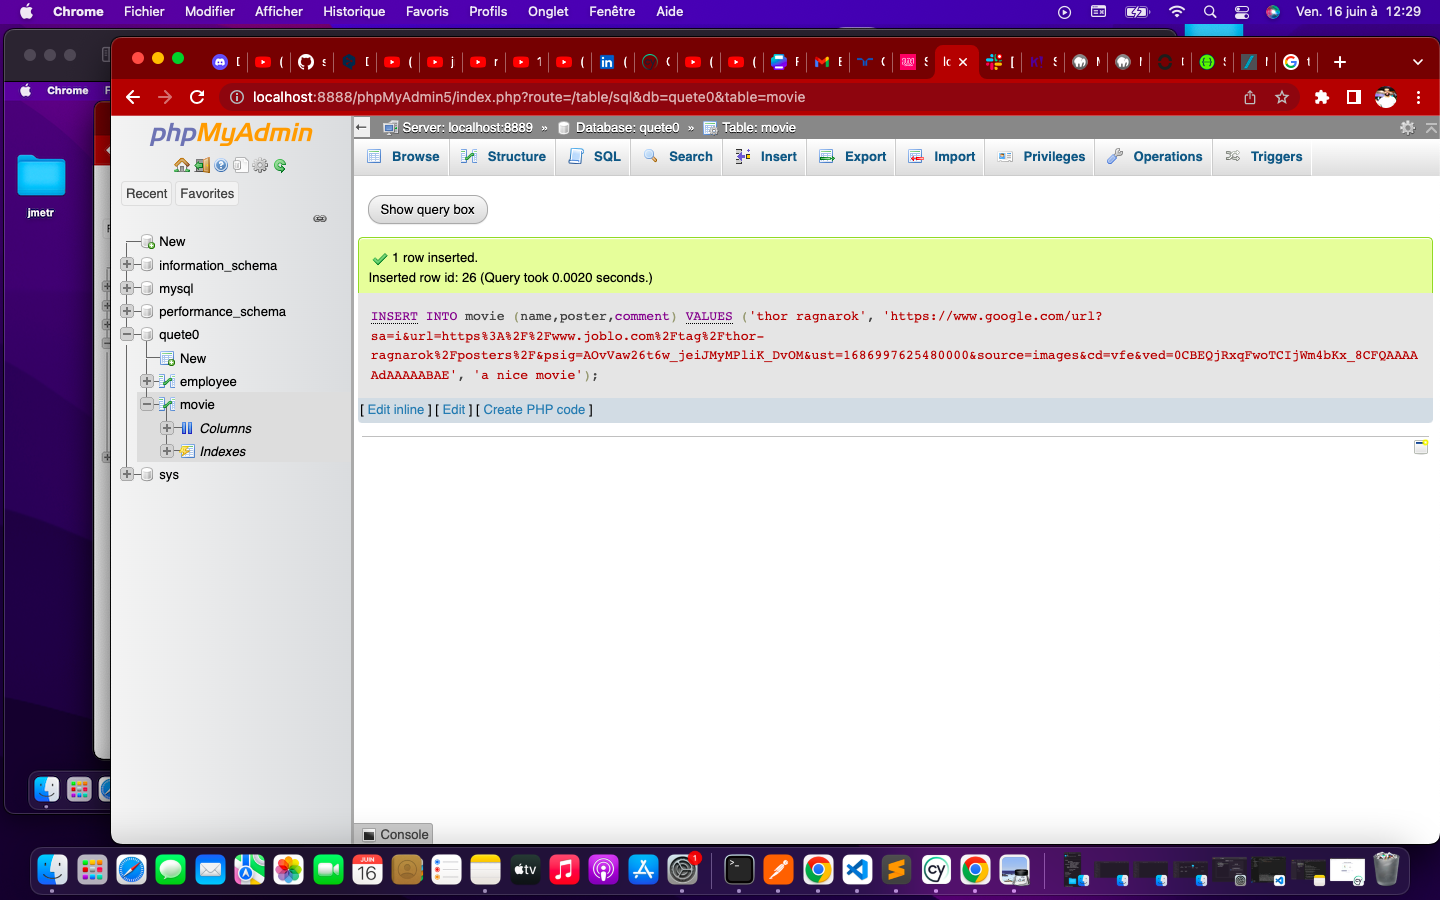 Chrome Fichier Modifier Afficher Historique Favoris Profils Onglet Fenêtre Aide Ven. 16 juin à 12:29
Chrome
localhost:8888/phpMyAdmin5/index.php?route=/table/sql&db=quete0&table=movie
jmetr
phpMyAdmin
Recent Favorites
New
information_schema
mysql
performance_schema
quete0
New
employee
movie
Columns
Indexes
sys
Server: localhost:8889 » Database: quete0 » Table: movie
Browse Structure SQL Search Insert Export Import Privileges Operations Triggers
Show query box
1 row inserted.
Inserted row id: 26 (Query took 0.0020 seconds.)
INSERT INTO movie (name,poster,comment) VALUES ('thor ragnarok', 'https://www.google.com/url?
sa=i&url=https%3A%2F%2Fwww.joblo.com%2Ftag%2Fthor-
ragnarok%2Fposters%2F&psig=AOvVaw26t6w_jeiJMyMPliK_DvOM&ust=1686997625480000&source=images&cd=vfe&ved=0CBEQjRxqFwoTCIjWm4bKx_8CFQAAAA
AdAAAAABAE', 'a nice movie');
[ Edit inline ] [ Edit ] [ Create PHP code ]
Console
JUIN
16
tv
1
cy